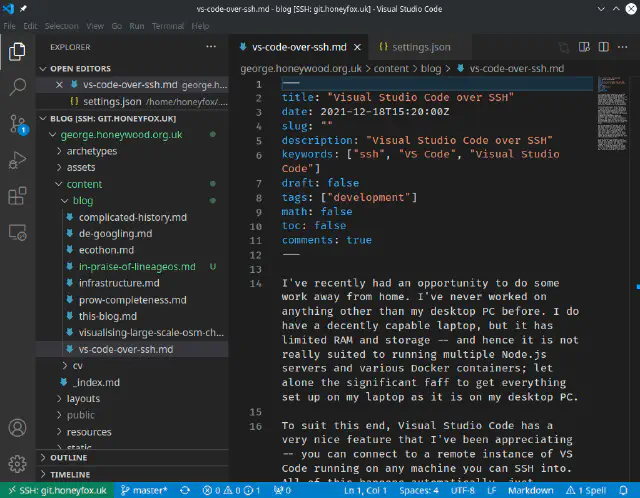 vs-code-over-ssh.md - blog [SSH: git.honeyfox.uk] - Visual Studio Code
File Edit Selection View Go Run Terminal Help
EXPLORER
OPEN EDITORS
vs-code-over-ssh.md george.h...
settings.json /home/honeyfox/....
BLOG [SSH: GIT.HONEYFOX.UK]
george.honeywood.org.uk
archetypes
assets
content
blog
complicated-history.md
de-googling.md
ecothon.md
in-praise-of-lineageos.md U
infrastructure.md
prow-completeness.md
this-blog.md
visualising-large-scale-osm-ch...
vs-code-over-ssh.md
cv
_index.md
layouts
public
resources
static
OUTLINE
TIMELINE
1
vs-code-over-ssh.md settings.json
george.honeywood.org.uk > content > blog > vs-code-over-ssh.md
1 ---
2 title: "Visual Studio Code over SSH"
3 date: 2021-12-18T15:20:00Z
4 slug: ""
5 description: "Visual Studio Code over SSH"
6 keywords: ["ssh", "VS Code", "Visual Studio
Code"]
7 draft: false
8 tags: ["development"]
9 math: false
10 toc: false
11 comments: true
12 ---
13
14 I've recently had an opportunity to do some
work away from home. I've never worked on
anything other than my desktop PC before. I do
have a decently capable laptop, but it has
limited RAM and storage -- and hence it is not
really suited to running multiple Node.js
servers and various Docker containers; let
alone the significant faff to get everything
set up on my laptop as it is on my desktop PC.
15
16 To suit this end, Visual Studio Code has a
very nice feature that I've been appreciating
-- you can connect to a remote instance of VS
Code running on any machine you can SSH into.
All of this happens automatically, just
SSH: git.honeyfox.uk master* 0 0 1 0 Ln 1, Col 1 Spaces: 4 UTF-8 LF Markdown 1 Spell